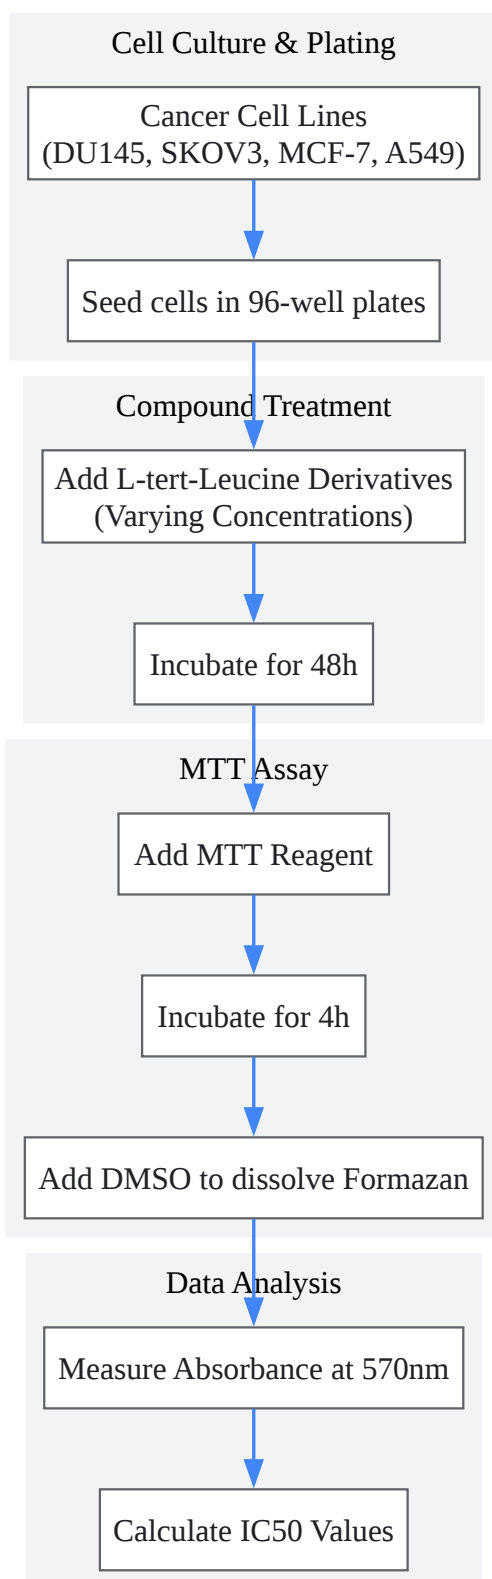 Cell Culture & Plating
Cancer Cell Lines
(DU145, SKOV3, MCF-7, A549)
Seed cells in 96-well plates
Compound Treatment
Add L-tert-Leucine Derivatives
(Varying Concentrations)
Incubate for 48h
MTT Assay
Add MTT Reagent
Incubate for 4h
Add DMSO to dissolve Formazan
Data Analysis
Measure Absorbance at 570nm
Calculate IC50 Values